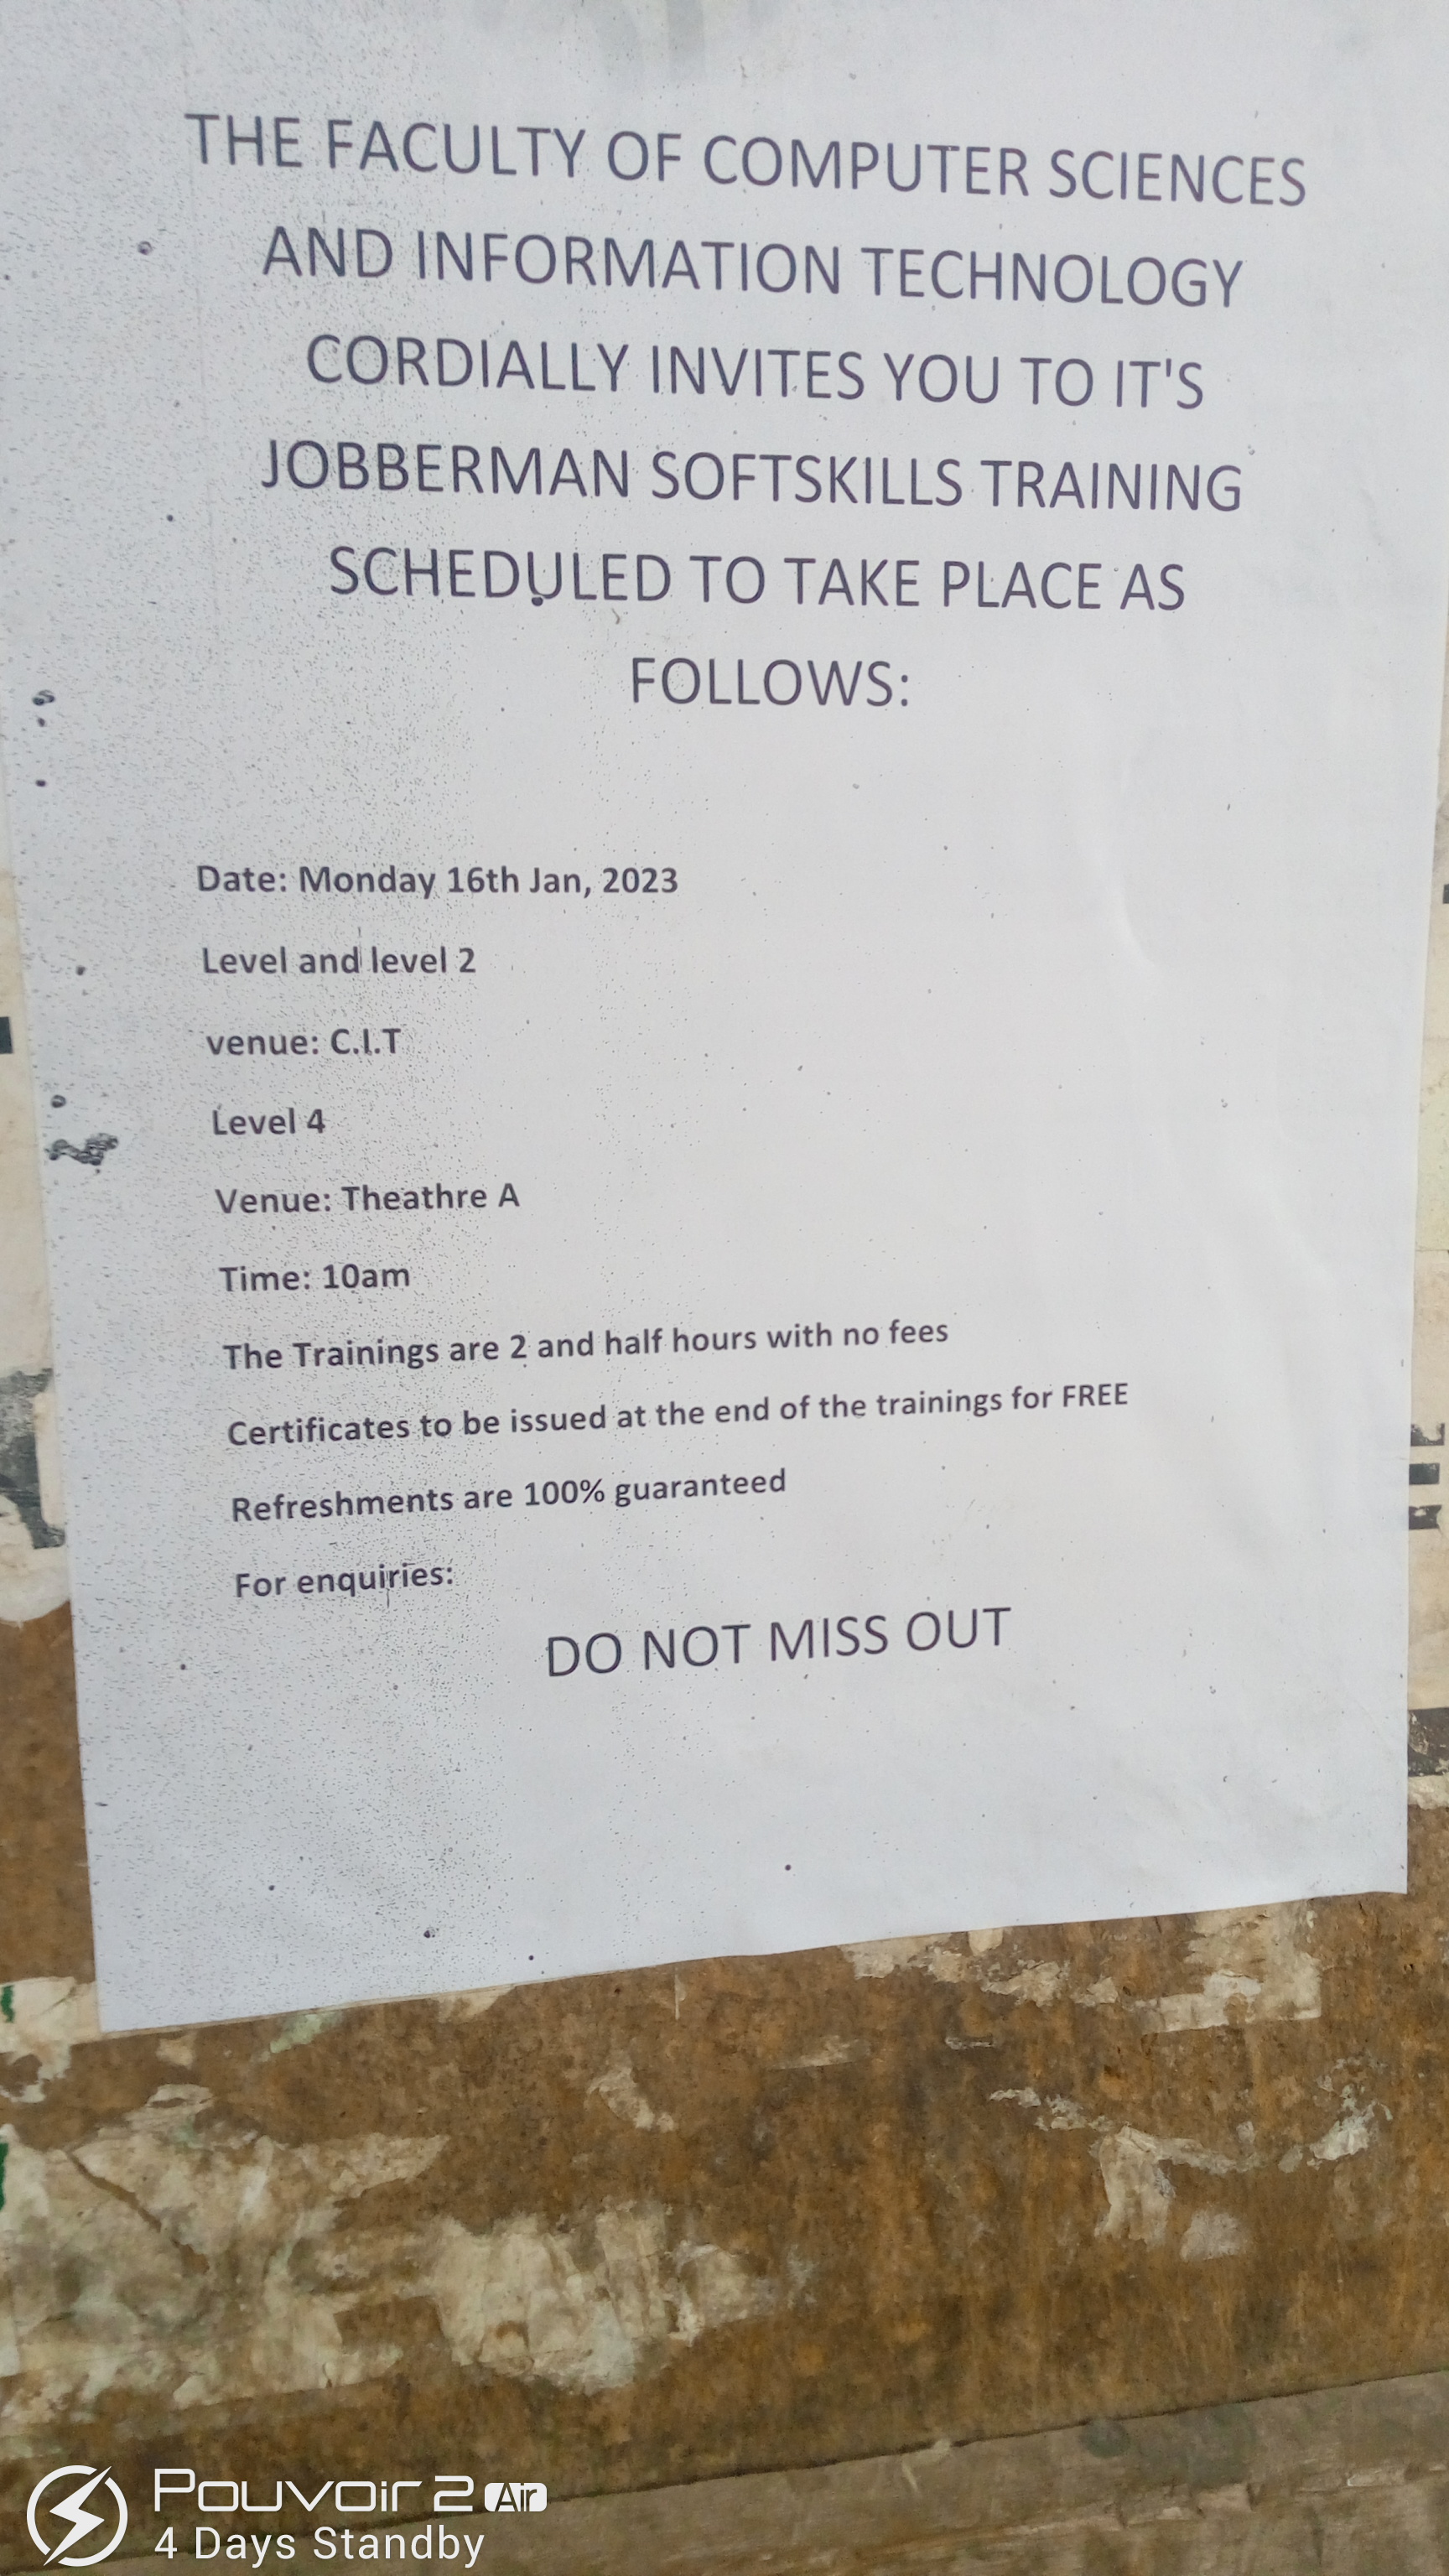 THE FACULTY OF COMPUTER SCIENCES
AND INFORMATION TECHNOLOGY
CORDIALLY INVITES YOU TO IT'S
JOBBERMAN SOFTSKILLS TRAINING
SCHEDULED TO TAKE PLACE AS
FOLLOWS:
Date: Monday 16th Jan, 2023
Level and level 2
venue: C.I.T
Level 4
Venue: Theathre A
Time: 10am
The Trainings are 2 and half hours with no fees
Certificates to be issued at the end of the trainings for FREE
Refreshments are 100% guaranteed
For enquiries:
DO NOT MISS OUT
Pouvoir 2 Air
4 Days Standby